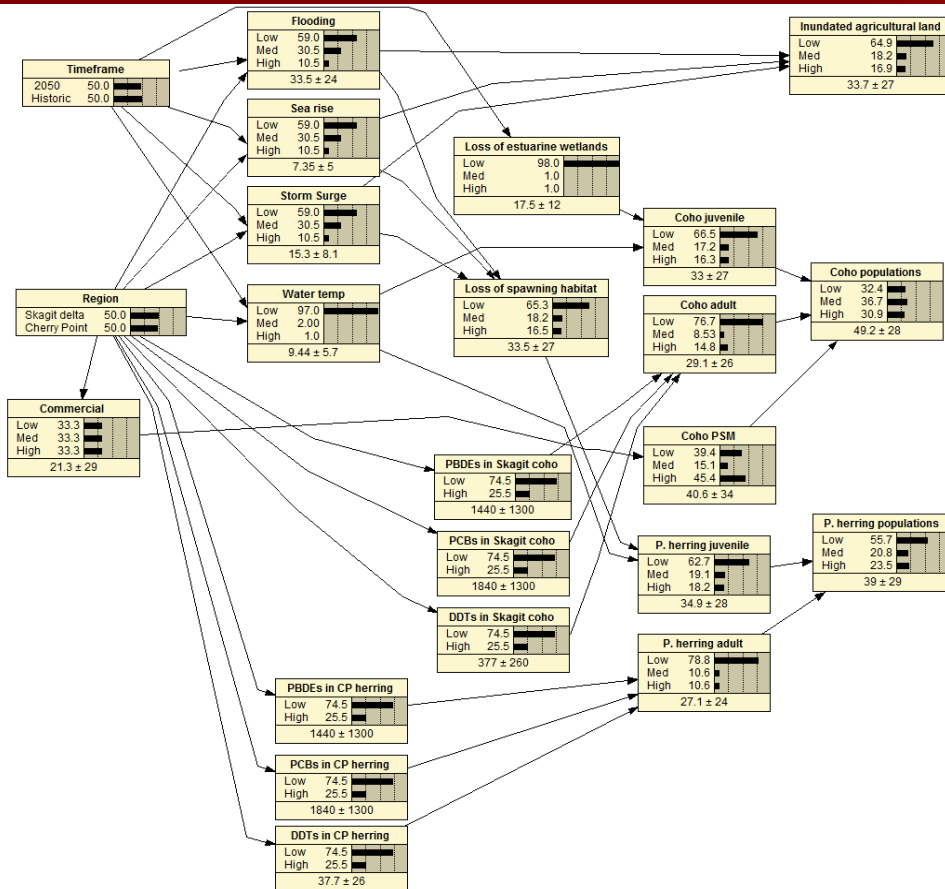 Timeframe
2050 50.0
Historic 50.0
Region
Skagit delta 50.0
Cherry Point 50.0
Commercial
Low 33.3
Med 33.3
High 33.3
21.3 ± 29
Flooding
Low 59.0
Med 30.5
High 10.5
33.5 ± 24
Sea rise
Low 59.0
Med 30.5
High 10.5
7.35 ± 5
Storm Surge
Low 59.0
Med 30.5
High 10.5
15.3 ± 8.1
Water temp
Low 97.0
Med 2.00
High 1.0
9.44 ± 5.7
Loss of estuarine wetlands
Low 98.0
Med 1.0
High 1.0
17.5 ± 12
Loss of spawning habitat
Low 65.3
Med 18.2
High 16.5
33.5 ± 27
PBDEs in Skagit coho
Low 74.5
High 25.5
1440 ± 1300
PCBs in Skagit coho
Low 74.5
High 25.5
1840 ± 1300
DDTs in Skagit coho
Low 74.5
High 25.5
377 ± 260
PBDEs in CP herring
Low 74.5
High 25.5
1440 ± 1300
PCBs in CP herring
Low 74.5
High 25.5
1840 ± 1300
DDTs in CP herring
Low 74.5
High 25.5
37.7 ± 26
Inundated agricultural land
Low 64.9
Med 18.2
High 16.9
33.7 ± 27
Coho juvenile
Low 66.5
Med 17.2
High 16.3
33 ± 27
Coho adult
Low 76.7
Med 8.53
High 14.8
29.1 ± 26
Coho PSM
Low 39.4
Med 15.1
High 45.4
40.6 ± 34
P. herring juvenile
Low 62.7
Med 19.1
High 18.2
34.9 ± 28
P. herring adult
Low 78.8
Med 10.6
High 10.6
27.1 ± 24
Coho populations
Low 32.4
Med 36.7
High 30.9
49.2 ± 28
P. herring populations
Low 55.7
Med 20.8
High 23.5
39 ± 29